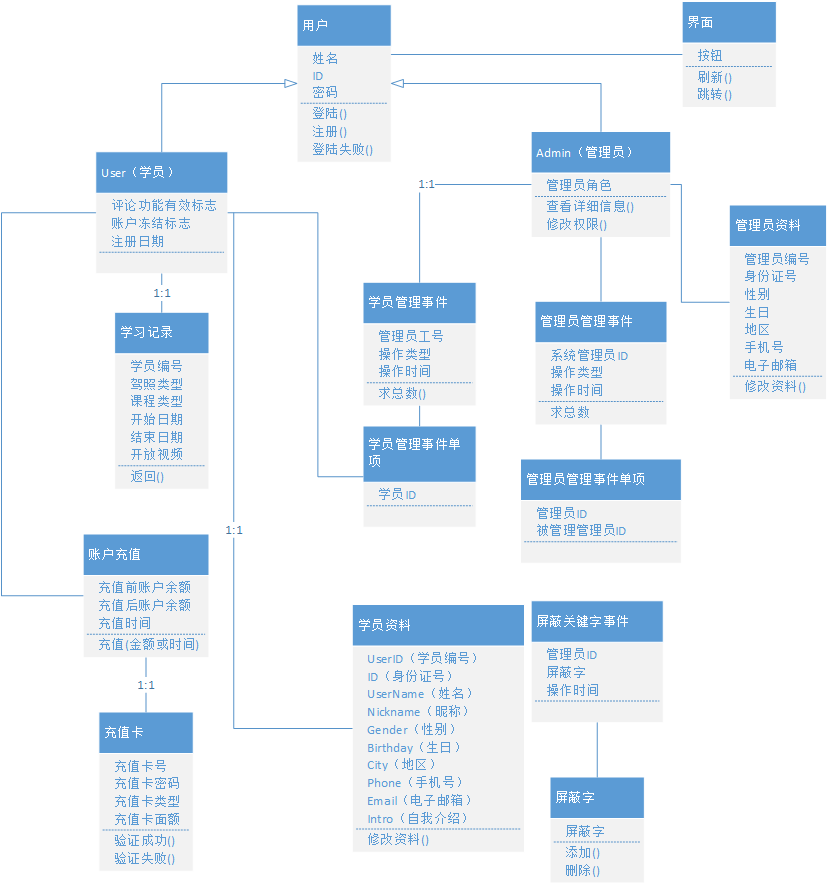 用户
姓名
ID
密码
登陆()
注册()
登陆失败()
界面
按钮
刷新()
跳转()
User（学员）
评论功能有效标志
账户冻结标志
注册日期
Admin（管理员）
管理员角色
查看详细信息()
修改权限()
1:1
管理员资料
管理员编号
身份证号
性别
生日
地区
手机号
电子邮箱
修改资料()
1:1
学习记录
学员编号
驾照类型
课程类型
开始日期
结束日期
开放视频
返回()
学员管理事件
管理员工号
操作类型
操作时间
求总数()
管理员管理事件
系统管理员ID
操作类型
操作时间
求总数
学员管理事件单
项
学员ID
管理员管理事件单项
管理员ID
被管理管理员ID
1:1
账户充值
充值前账户余额
充值后账户余额
充值时间
充值(金额或时间)
1:1
充值卡
充值卡号
充值卡密码
充值卡类型
充值卡面额
验证成功()
验证失败()
学员资料
UserID（学员编号）
ID（身份证号）
UserName（姓名）
Nickname（昵称）
Gender（性别）
Birthday（生日）
City（地区）
Phone（手机号）
Email（电子邮箱）
Intro（自我介绍）
修改资料()
屏蔽关键字事件
管理员ID
屏蔽字
操作时间
屏蔽字
屏蔽字
添加()
删除()